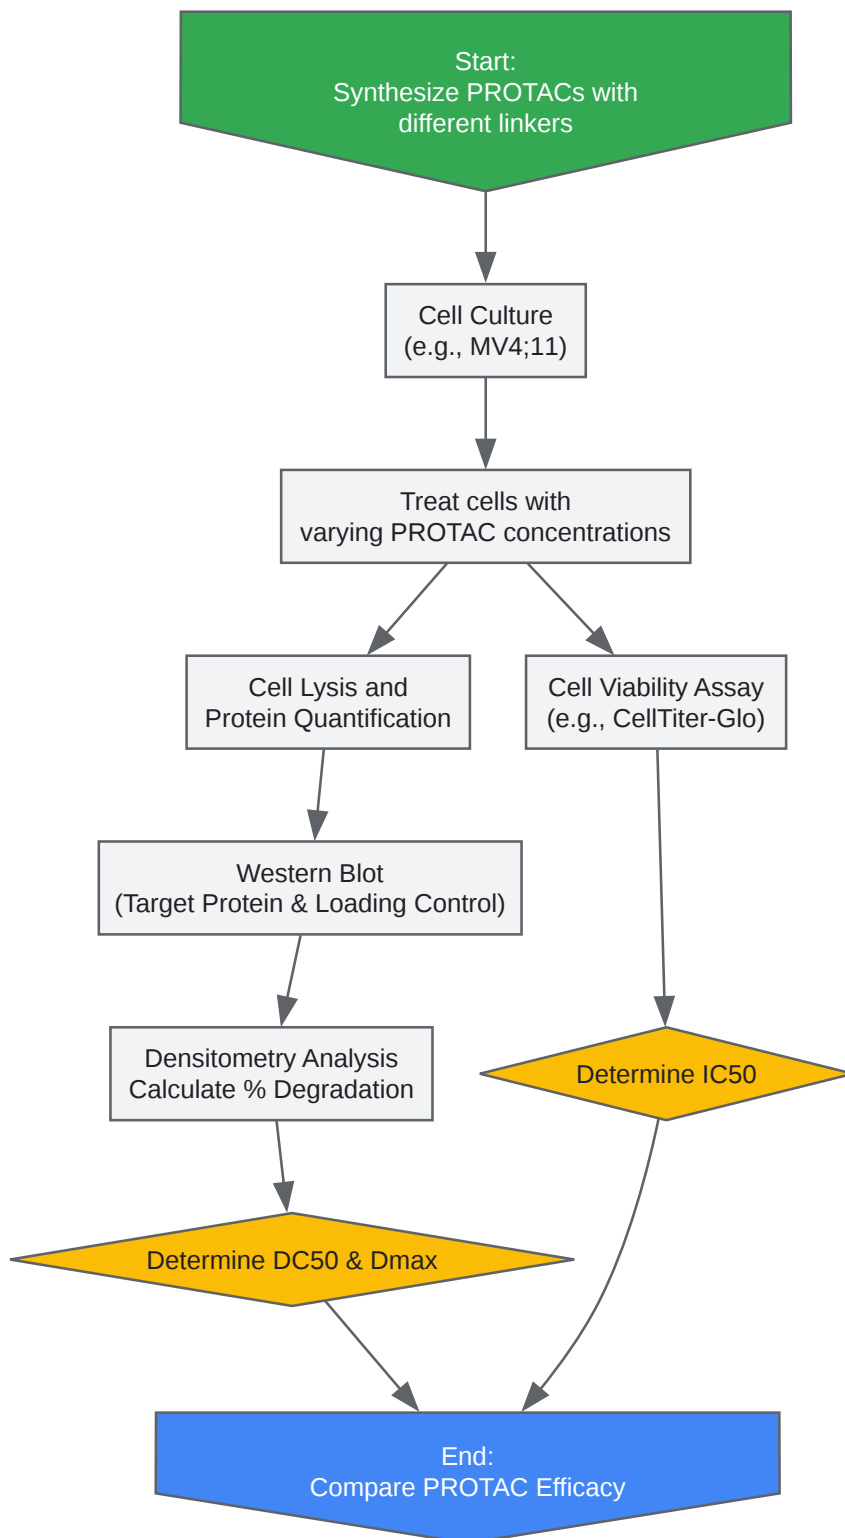 Start:
Synthesize PROTACs with
different linkers
Cell Culture
(e.g., MV4;11)
Treat cells with
varying PROTAC concentrations
Cell Lysis and
Protein Quantification
Cell Viability Assay
(e.g., CellTiter-Glo)
Western Blot
(Target Protein & Loading Control)
Densitometry Analysis
Calculate % Degradation
Determine IC50
Determine DC50 & Dmax
End:
Compare PROTAC Efficacy